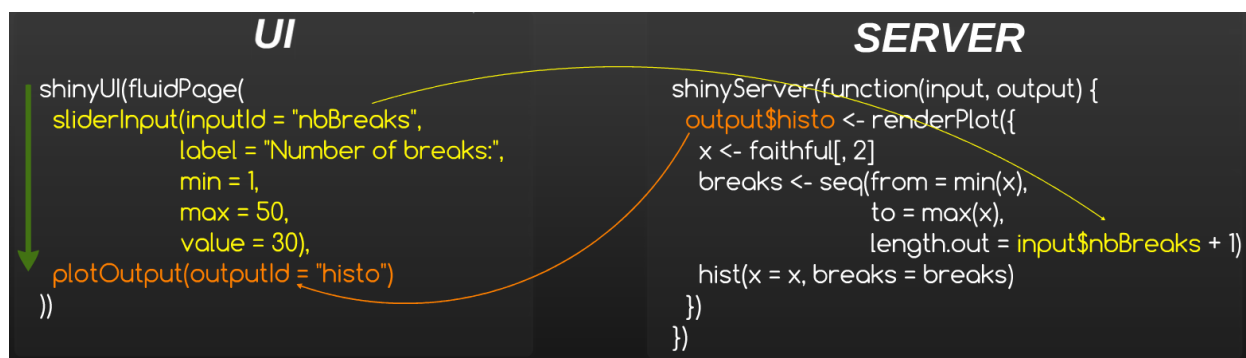 UI
shinyUI(fluidPage(
sliderInput(inputId = "nbBreaks",
label = "Number of breaks:",
min = 1,
max = 50,
value = 30),
plotOutput(outputId = "histo")
))
SERVER
shinyServer(function(input, output) {
output$histo <- renderPlot({
x <- faithful[, 2]
breaks <- seq(from = min(x),
to = max(x),
length.out = input$nbBreaks + 1)
hist(x = x, breaks = breaks)
})
})